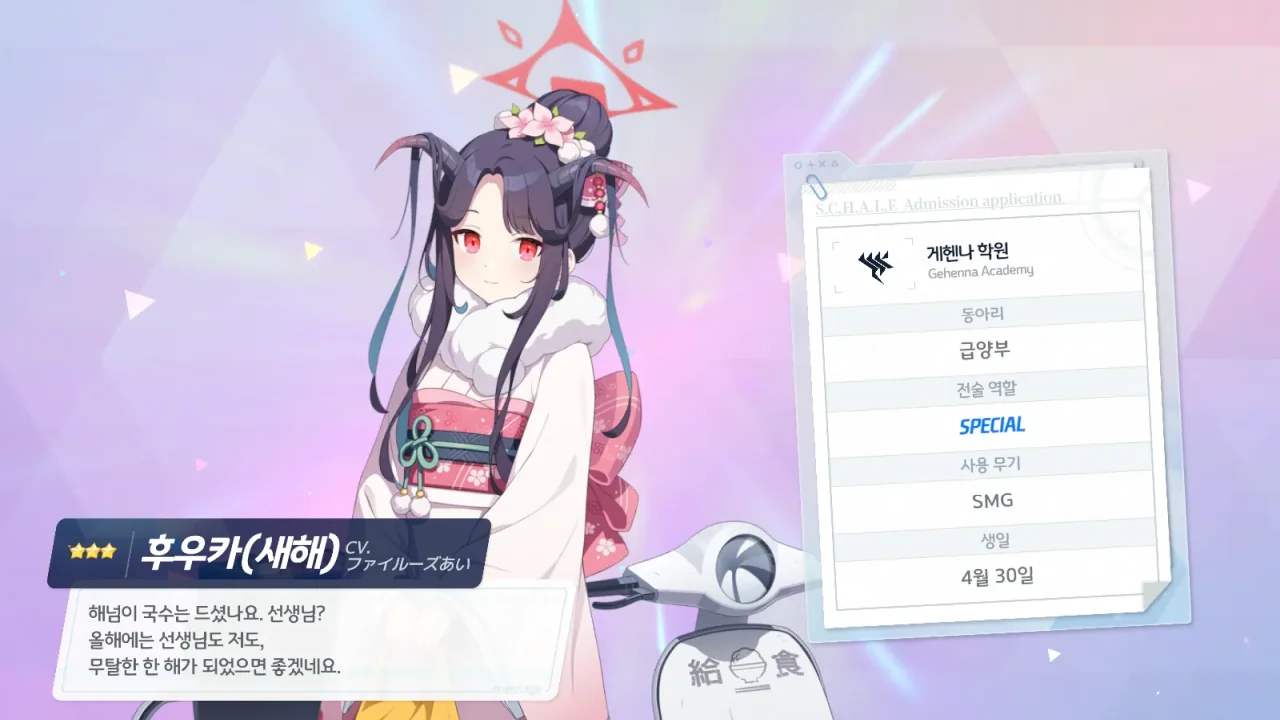 S.C.H.A.L.E Admission application
게헨나 학원
Gehenna Academy
동아리
급양부
전술 역할
SPECIAL
사용 무기
SMG
생일
4월 30일
후우카(새해)
CV.
ファイルーズあい
해넘이 국수는 드셨나요. 선생님?
올해에는 선생님도 저도,
무탈한 한 해가 되었으면 좋겠네요.
message
給 食